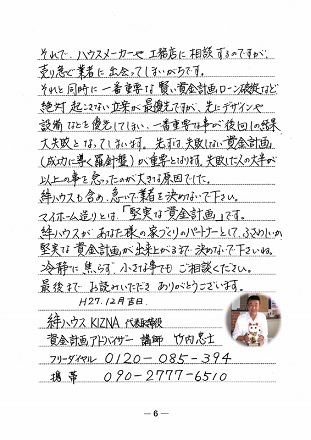 それで、ハウスメーカーや工務店に相談するのですが、
売り急ぐ業者に出会ってしまいがちです。
それと同時に一番重要な賢い資金計画・ローン破綻など
絶対起こさない立案が最優先ですが、先にデザインや
設備などを優先してしまい、一番重要な事が後回しの結果、
大失敗となってしまいます。先ずは、失敗しない資金計画
(成功に導く羅針盤)が重要となります。失敗した人の大半が
以上の事を怠ったのが大きな原因でした。
絆ハウスも含め、急いで業者を決めないで下さい。
マイホーム造りとは、「堅実な資金計画」です。
絆ハウスがあなた様の家づくりのパートナーとして、ふさわしいか、
堅実な資金計画が出来上がるまで決めないで下さいね。
冷静に焦らず、小さな事でもご相談ください。
最後までお読みいただきありがとうございます。
H27.12月吉日
絆ハウス KIZNA 代表取締役
資金計画アドバイザー 講師 竹内忠士
フリーダイヤル 0120-085-394
携帯 090-2777-6510
— 6 —